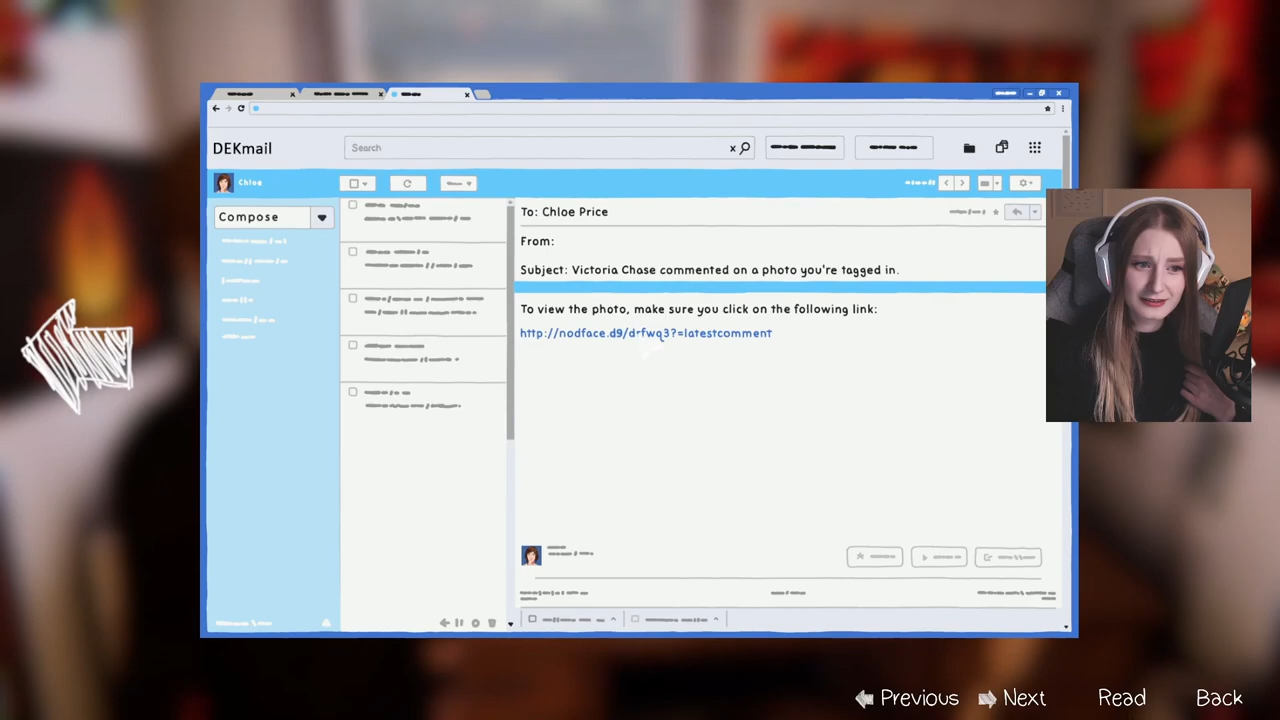 DEKmail
Search
Chloe
Compose
To: Chloe Price
From:
Subject: Victoria Chase commented on a photo you're tagged in.
To view the photo, make sure you click on the following link:
http://nodface.d9/drfwq3?=latestcomment
Previous
Next
Read
Back